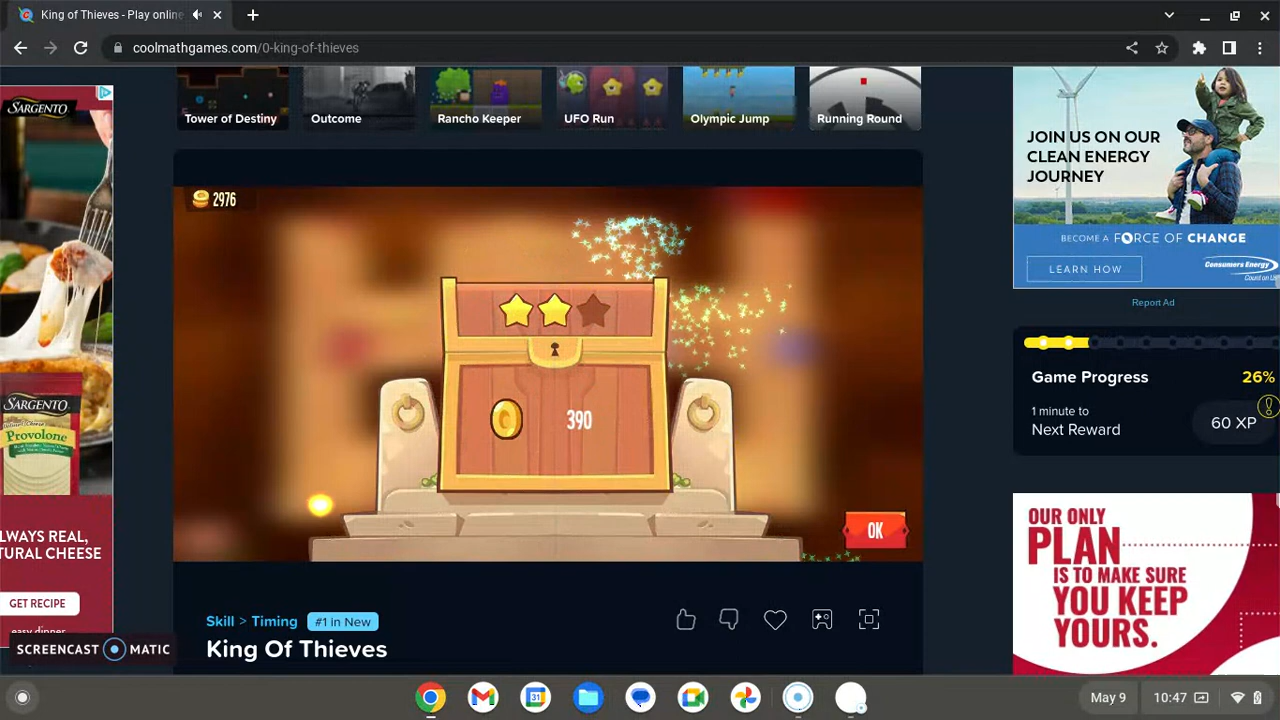 King of Thieves - Play online
coolmathgames.com/0-king-of-thieves
SARGENTO
Tower of Destiny
Outcome
Rancho Keeper
UFO Run
Olympic Jump
Running Round
JOIN US ON OUR
CLEAN ENERGY
JOURNEY
BECOME A FORCE OF CHANGE
LEARN HOW
Consumers Energy
Report Ad
2976
390
OK
Game Progress
26%
1 minute to
Next Reward
60 XP
SARGENTO
Provolone
LWAYS REAL,
TURAL CHEESE
GET RECIPE
easy dinner
OUR ONLY
PLAN
IS TO MAKE SURE
YOU KEEP
YOURS.
Skill > Timing
#1 in New
King Of Thieves
SCREENCAST MATIC
31
May 9
10:47